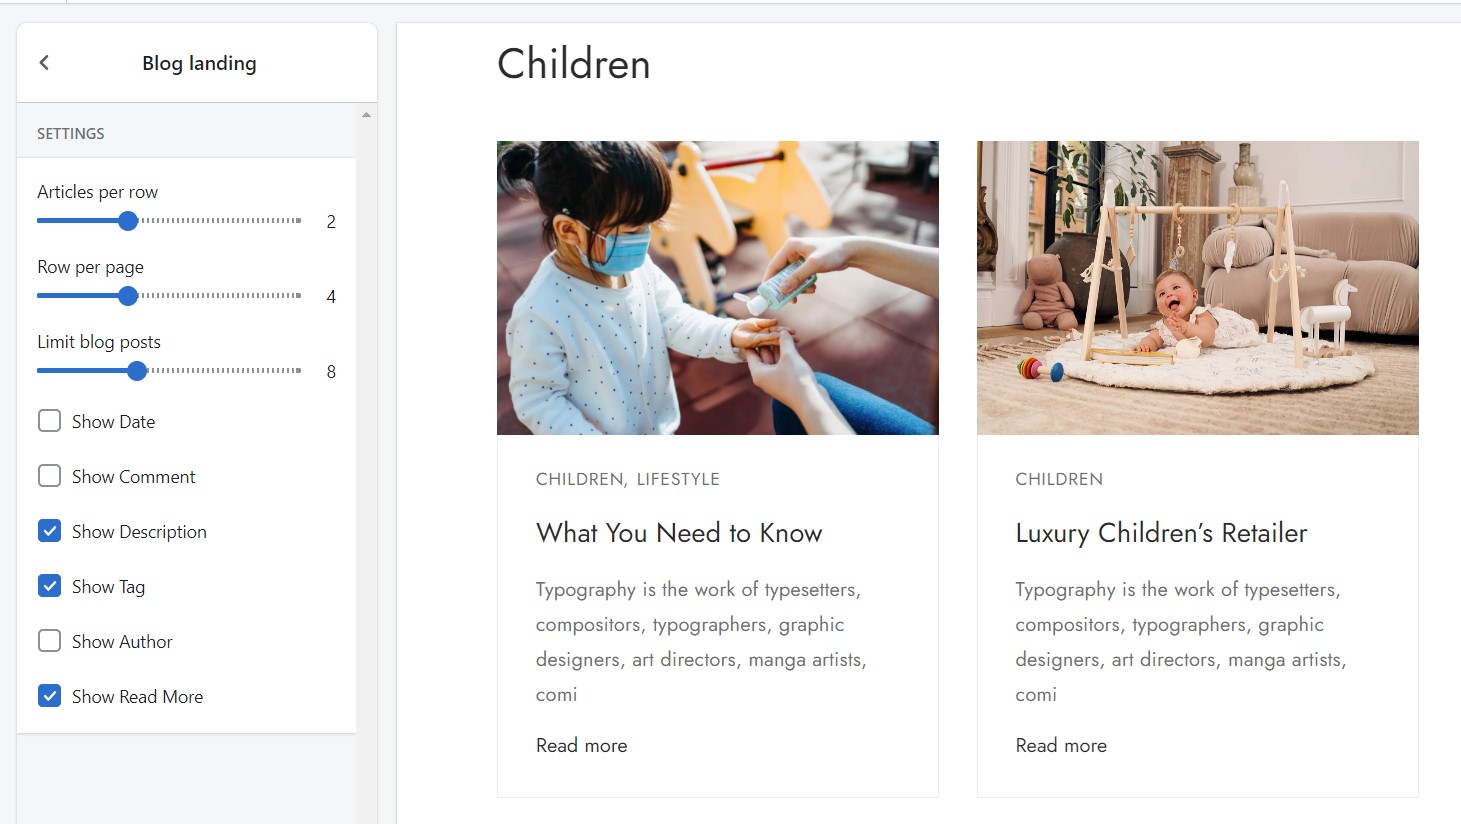 Blog landing
SETTINGS
Articles per row
2
Row per page
4
Limit blog posts
8
Show Date
Show Comment
Show Description
Show Tag
Show Author
Show Read More
Children
CHILDREN, LIFESTYLE
What You Need to Know
Typography is the work of typesetters,
compositors, typographers, graphic
designers, art directors, manga artists,
comi
Read more
CHILDREN
Luxury Children’s Retailer
Typography is the work of typesetters,
compositors, typographers, graphic
designers, art directors, manga artists,
comi
Read more